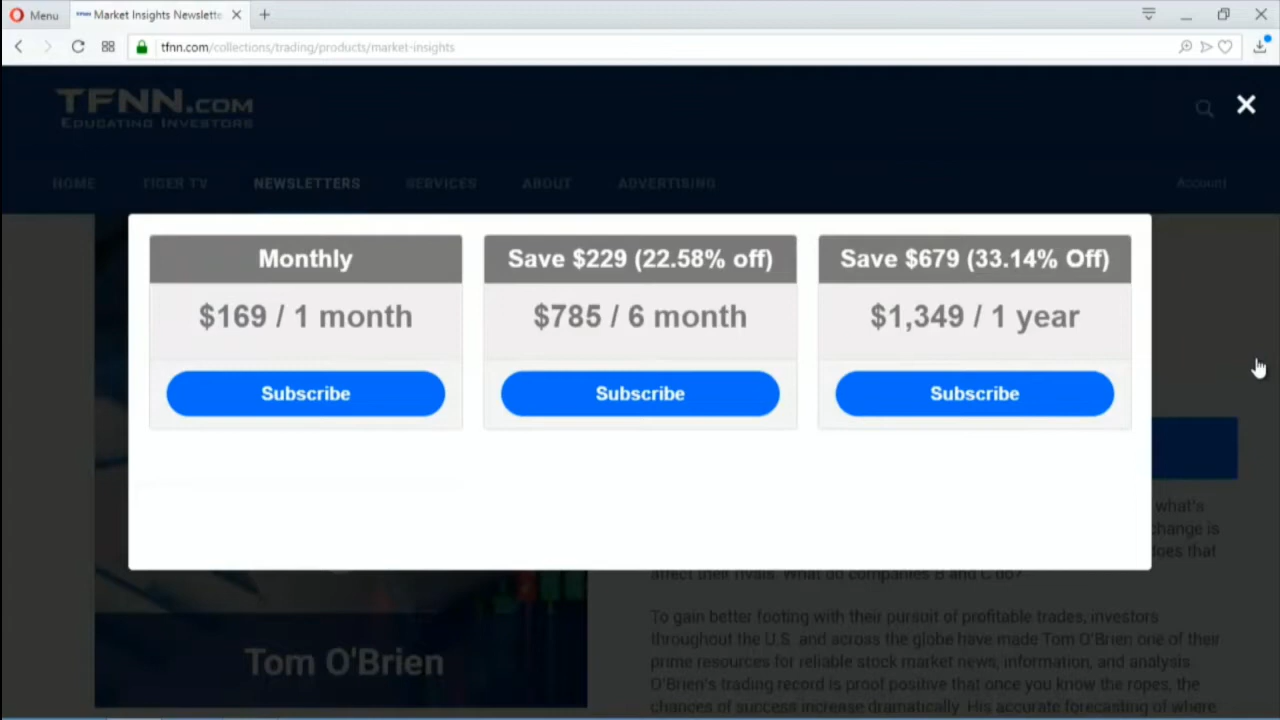 Menu
Market Insights Newslette
tfnn.com/collections/trading/products/market-insights
TFNN.COM
EDUCATING INVESTORS
HOME TIGER TV NEWSLETTERS SERVICES ABOUT ADVERTISING Account
Monthly
$169 / 1 month
Subscribe
Save $229 (22.58% off)
$785 / 6 month
Subscribe
Save $679 (33.14% Off)
$1,349 / 1 year
Subscribe
what's
change is
does that
affect their rivals. What do companies B and C do?
To gain better footing with their pursuit of profitable trades, investors
throughout the U.S. and across the globe have made Tom O'Brien one of their
prime resources for reliable stock market news, information, and analysis.
O'Brien's trading record is proof positive that once you know the ropes, the
chances of success increase dramatically. His accurate forecasting of where
Tom O'Brien